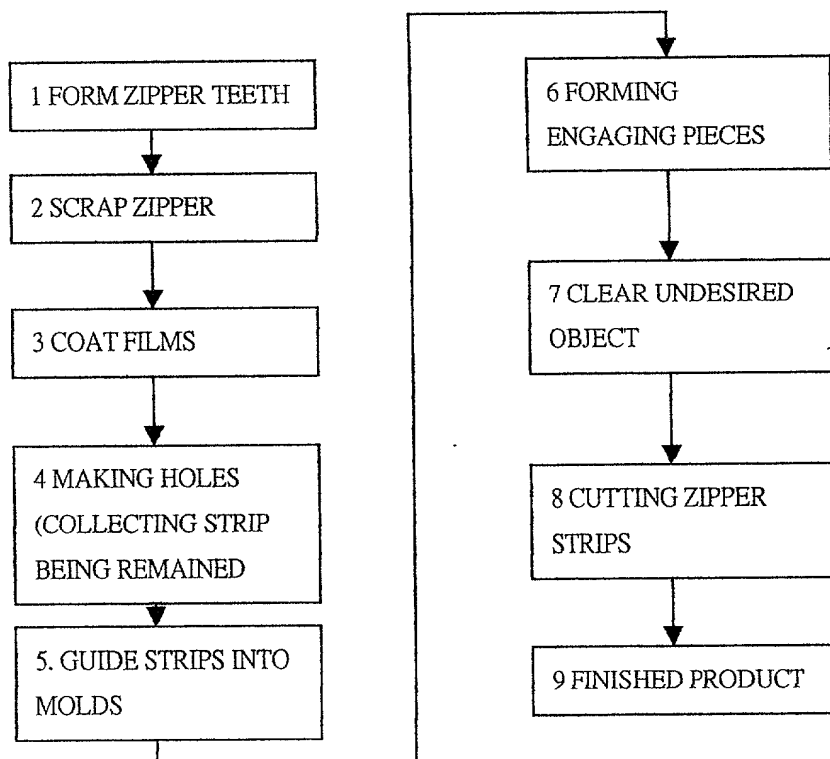 1 FORM ZIPPER TEETH
2 SCRAP ZIPPER
3 COAT FILMS
4 MAKING HOLES
(COLLECTING STRIP
BEING REMAINED
5. GUIDE STRIPS INTO
MOLDS
6 FORMING
ENGAGING PIECES
7 CLEAR UNDESIRED
OBJECT
8 CUTTING ZIPPER
STRIPS
9 FINISHED PRODUCT